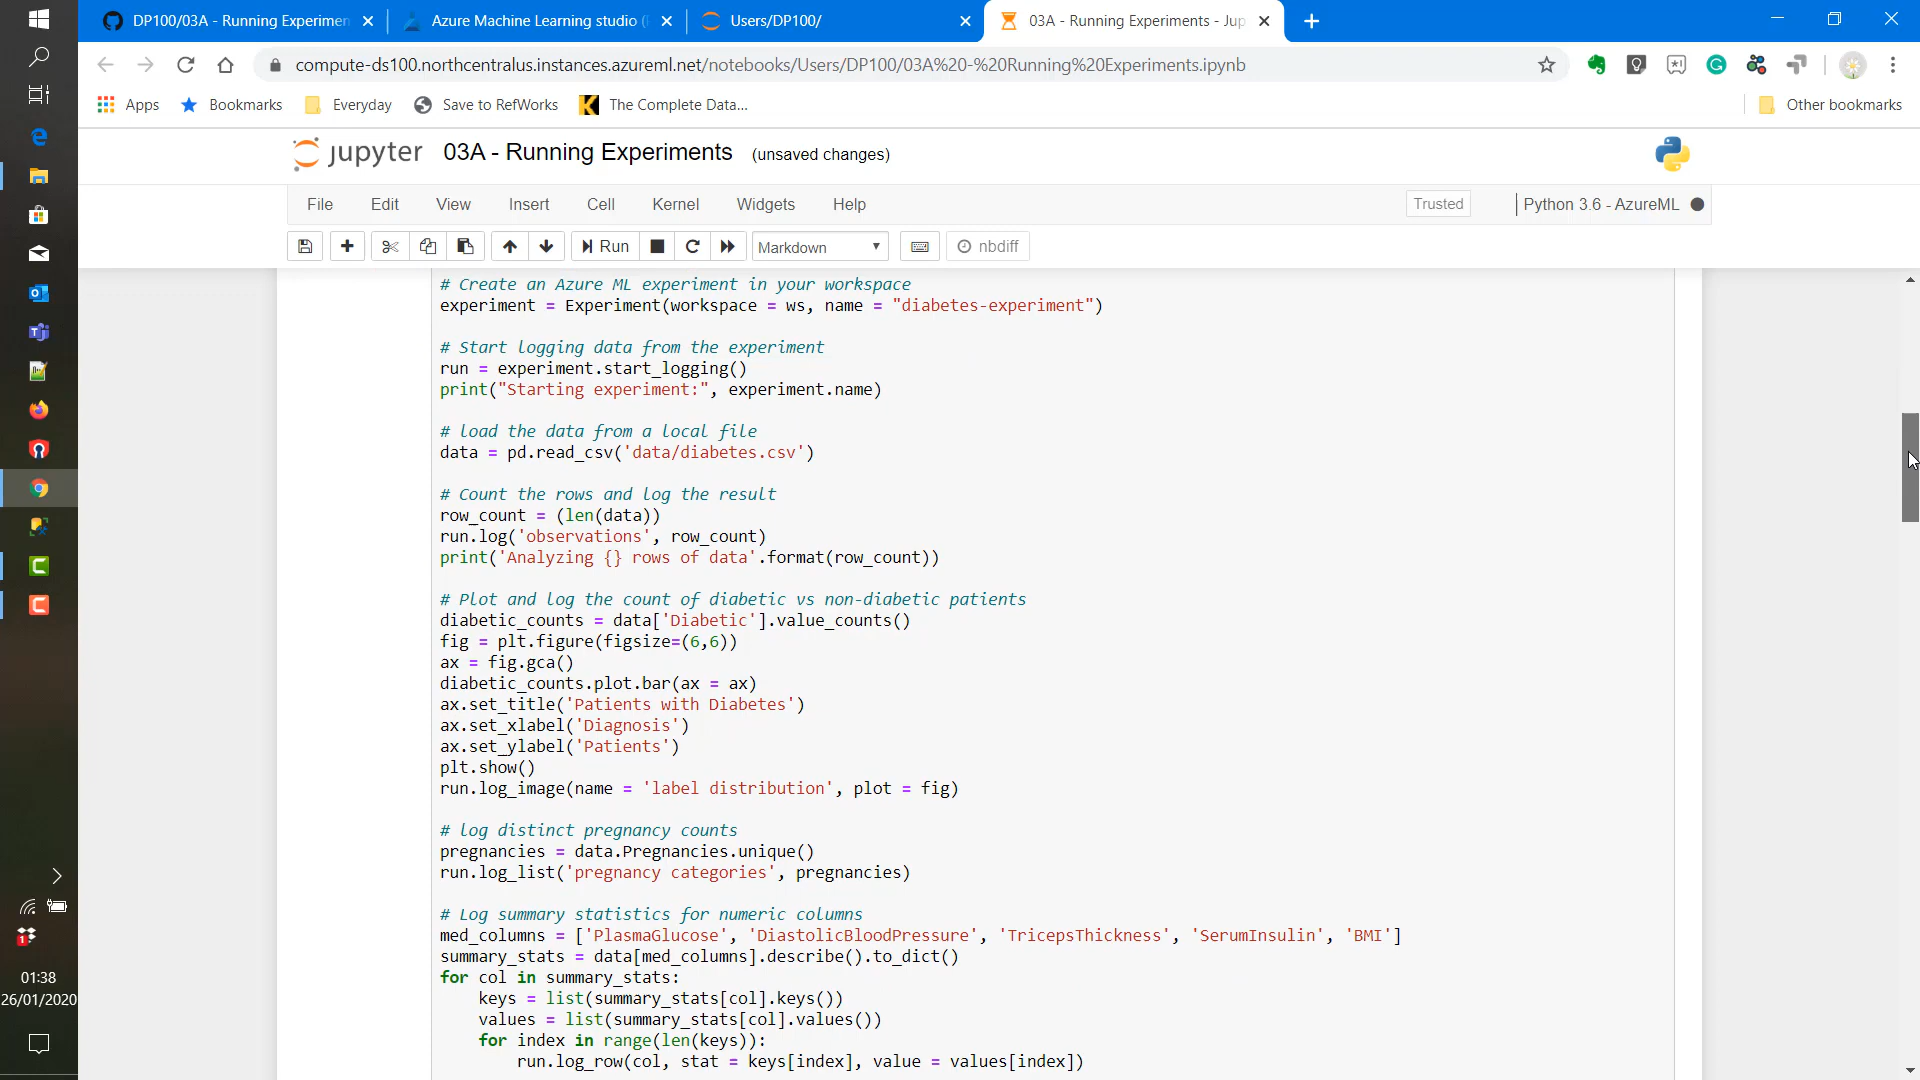 DP100/03A - Running Experimen
Azure Machine Learning studio (
Users/DP100/
03A - Running Experiments - Jup
compute-ds100.northcentralus.instances.azureml.net/notebooks/Users/DP100/03A%20-%20Running%20Experiments.ipynb
Apps
Bookmarks
Everyday
Save to RefWorks
The Complete Data...
Other bookmarks
jupyter 03A - Running Experiments (unsaved changes)
File Edit View Insert Cell Kernel Widgets Help Trusted Python 3.6 - AzureML
Run Markdown nbdiff
# Create an Azure ML experiment in your workspace
experiment = Experiment(workspace = ws, name = "diabetes-experiment")
# Start logging data from the experiment
run = experiment.start_logging()
print("Starting experiment:", experiment.name)
# load the data from a local file
data = pd.read_csv('data/diabetes.csv')
# Count the rows and log the result
row_count = (len(data))
run.log('observations', row_count)
print('Analyzing {} rows of data'.format(row_count))
# Plot and log the count of diabetic vs non-diabetic patients
diabetic_counts = data['Diabetic'].value_counts()
fig = plt.figure(figsize=(6,6))
ax = fig.gca()
diabetic_counts.plot.bar(ax = ax)
ax.set_title('Patients with Diabetes')
ax.set_xlabel('Diagnosis')
ax.set_ylabel('Patients')
plt.show()
run.log_image(name = 'label distribution', plot = fig)
# log distinct pregnancy counts
pregnancies = data.Pregnancies.unique()
run.log_list('pregnancy categories', pregnancies)
# Log summary statistics for numeric columns
med_columns = ['PlasmaGlucose', 'DiastolicBloodPressure', 'TricepsThickness', 'SerumInsulin', 'BMI']
summary_stats = data[med_columns].describe().to_dict()
for col in summary_stats:
    keys = list(summary_stats[col].keys())
    values = list(summary_stats[col].values())
    for index in range(len(keys)):
        run.log_row(col, stat = keys[index], value = values[index])
1
01:38
26/01/2020